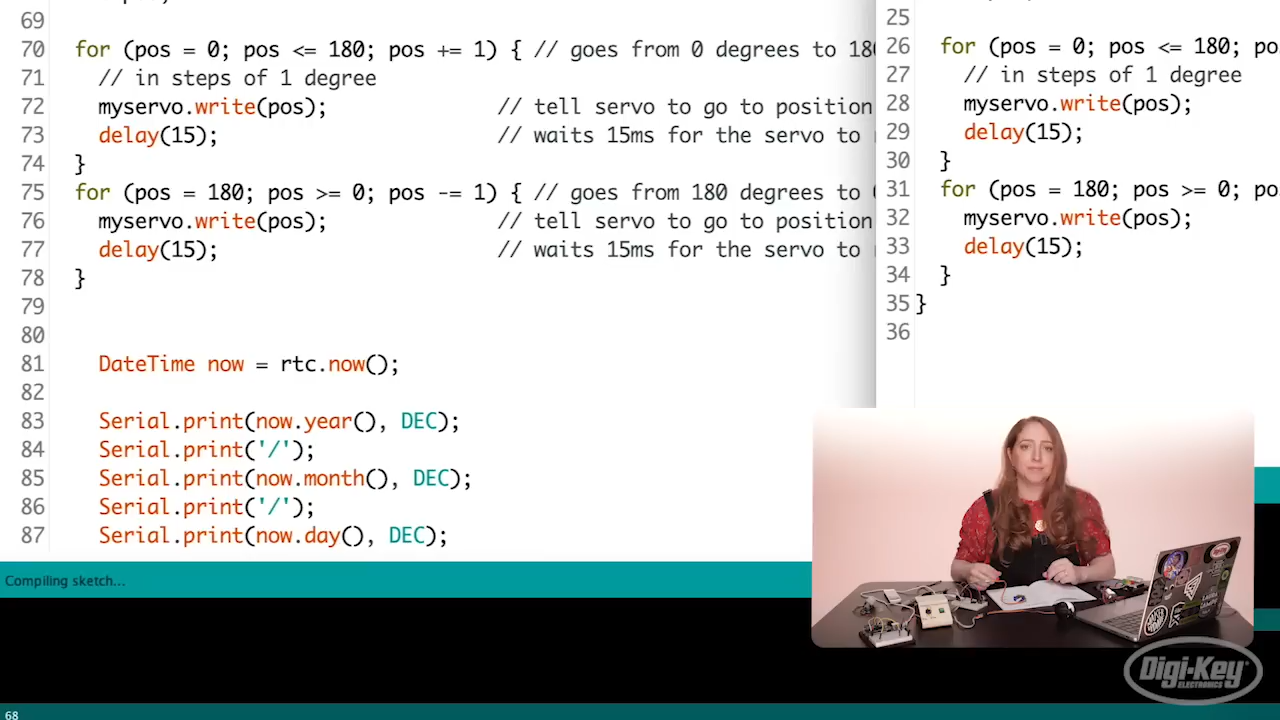 69
70 for (pos = 0; pos <= 180; pos += 1) { // goes from 0 degrees to 180
71 // in steps of 1 degree
72 myservo.write(pos); // tell servo to go to position
73 delay(15); // waits 15ms for the servo to
74 }
75 for (pos = 180; pos >= 0; pos -= 1) { // goes from 180 degrees to
76 myservo.write(pos); // tell servo to go to position
77 delay(15); // waits 15ms for the servo to
78 }
79
80
81 DateTime now = rtc.now();
82
83 Serial.print(now.year(), DEC);
84 Serial.print('/');
85 Serial.print(now.month(), DEC);
86 Serial.print('/');
87 Serial.print(now.day(), DEC);
Compiling sketch...
68
25
26 for (pos = 0; pos <= 180; po
27 // in steps of 1 degree
28 myservo.write(pos);
29 delay(15);
30 }
31 for (pos = 180; pos >= 0; po
32 myservo.write(pos);
33 delay(15);
34 }
35 }
36
Digi-Key
ELECTRONICS